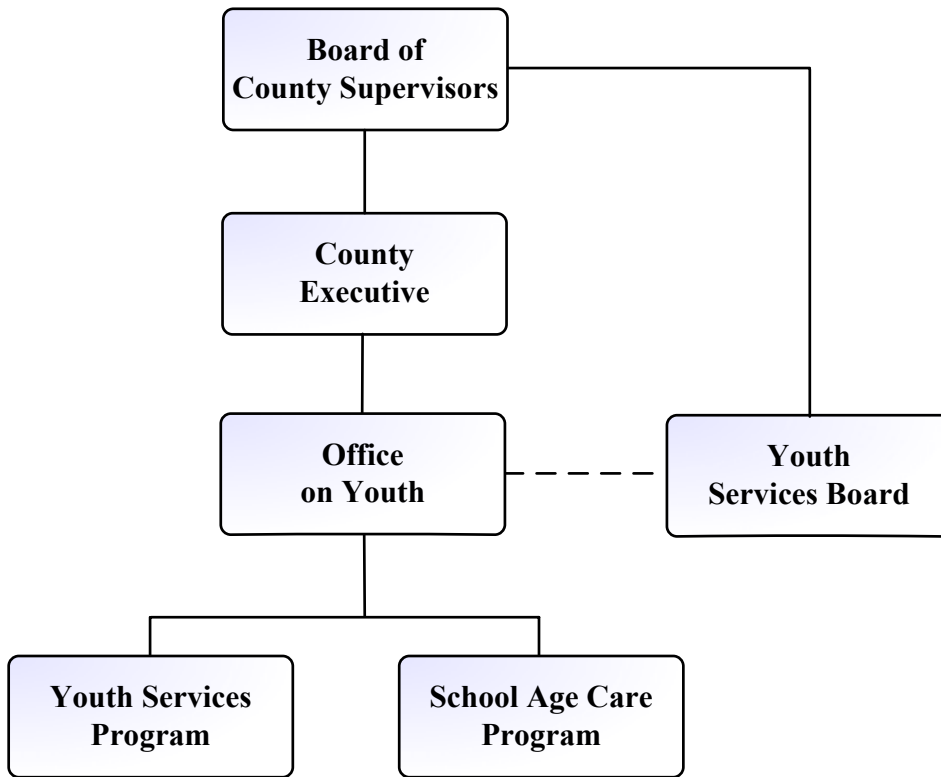 Board of
County Supervisors
County
Executive
Office
on Youth
Youth
Services Board
Youth Services
Program
School Age Care
Program